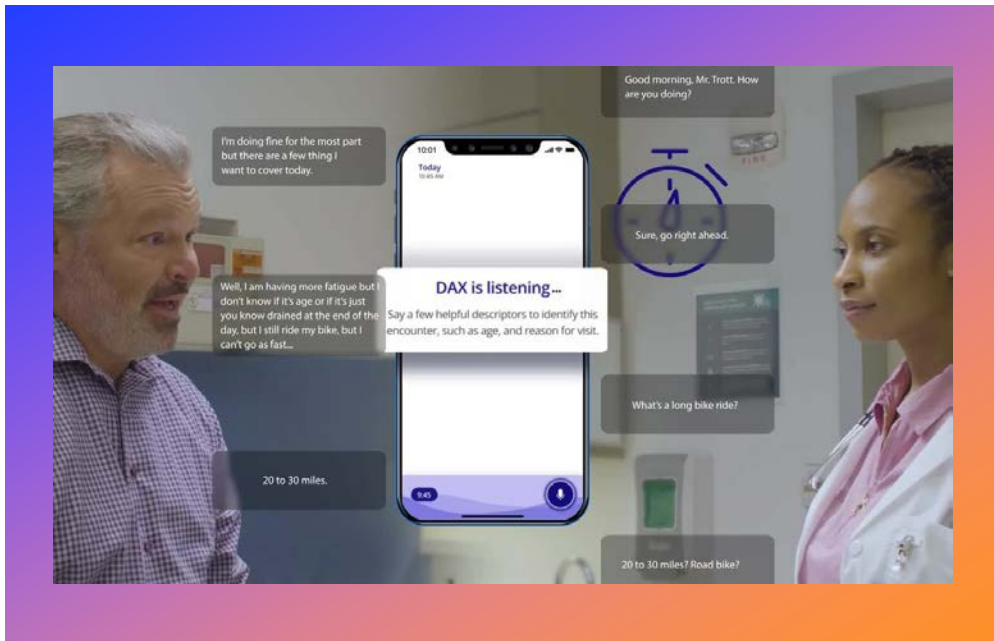 Good morning, Mr. Trott. How
are you doing?
I'm doing fine for the most part
but there are a few thing I
want to cover today.
10:01
Today
10:45 AM
FIRE
Sure, go right ahead.
Well, I am having more fatigue but I
don't know if it's age or if it's just
you know drained at the end of the
day, but I still ride my bike, but I
can't go as fast...
DAX is listening...
Say a few helpful descriptors to identify this
encounter, such as age, and reason for visit.
What's a long bike ride?
20 to 30 miles.
9:45
20 to 30 miles? Road bike?